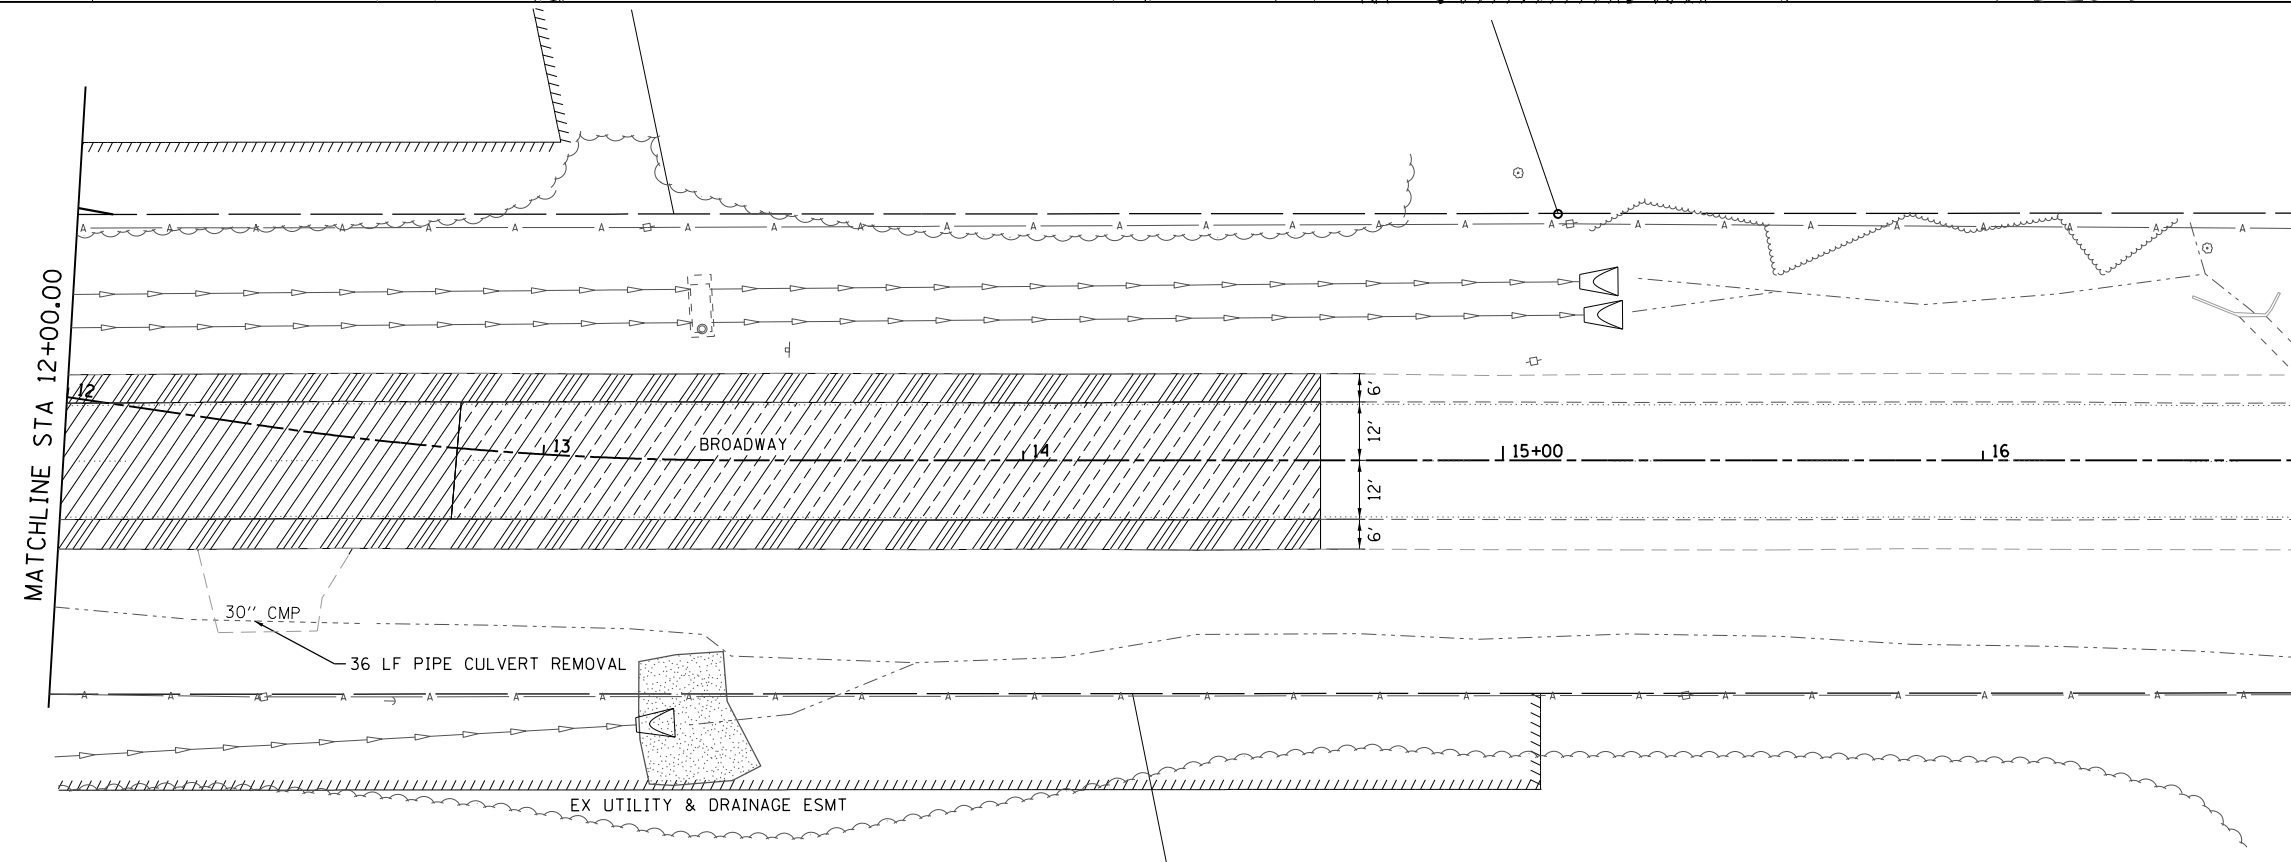 MATCHLINE STA 12+00.00
12
13
BROADWAY
14
15+00
16
6'
12'
12'
6'
30'' CMP
36 LF PIPE CULVERT REMOVAL
EX UTILITY & DRAINAGE ESMT